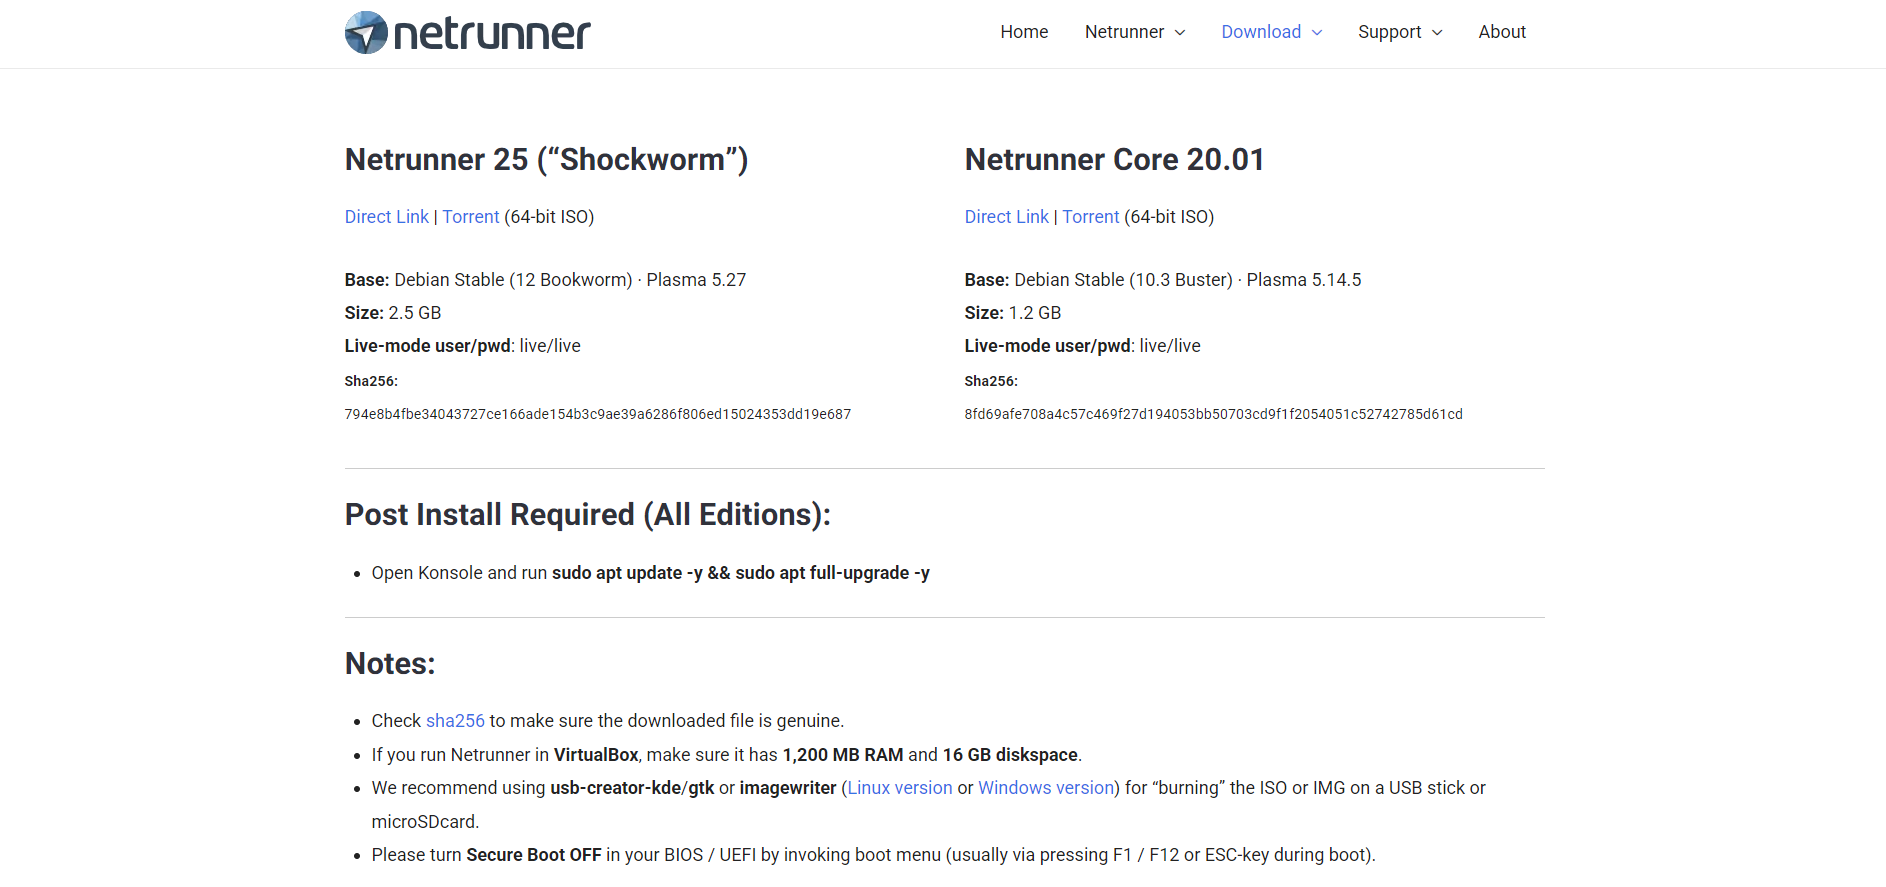 netrunner
Home Netrunner Download Support About
Netrunner 25 (“Shockworm”)
Direct Link | Torrent (64-bit ISO)
Base: Debian Stable (12 Bookworm) · Plasma 5.27
Size: 2.5 GB
Live-mode user/pwd: live/live
Sha256:
794e8b4fbe34043727ce166ade154b3c9ae39a6286f806ed15024353dd19e687
Netrunner Core 20.01
Direct Link | Torrent (64-bit ISO)
Base: Debian Stable (10.3 Buster) · Plasma 5.14.5
Size: 1.2 GB
Live-mode user/pwd: live/live
Sha256:
8fd69afe708a4c57c469f27d194053bb50703cd9f1f2054051c52742785d61cd
Post Install Required (All Editions):
• Open Konsole and run sudo apt update -y && sudo apt full-upgrade -y
Notes:
• Check sha256 to make sure the downloaded file is genuine.
• If you run Netrunner in VirtualBox, make sure it has 1,200 MB RAM and 16 GB diskspace.
• We recommend using usb-creator-kde/gtk or imagewriter (Linux version or Windows version) for “burning” the ISO or IMG on a USB stick or
microSDcard.
• Please turn Secure Boot OFF in your BIOS / UEFI by invoking boot menu (usually via pressing F1 / F12 or ESC-key during boot).